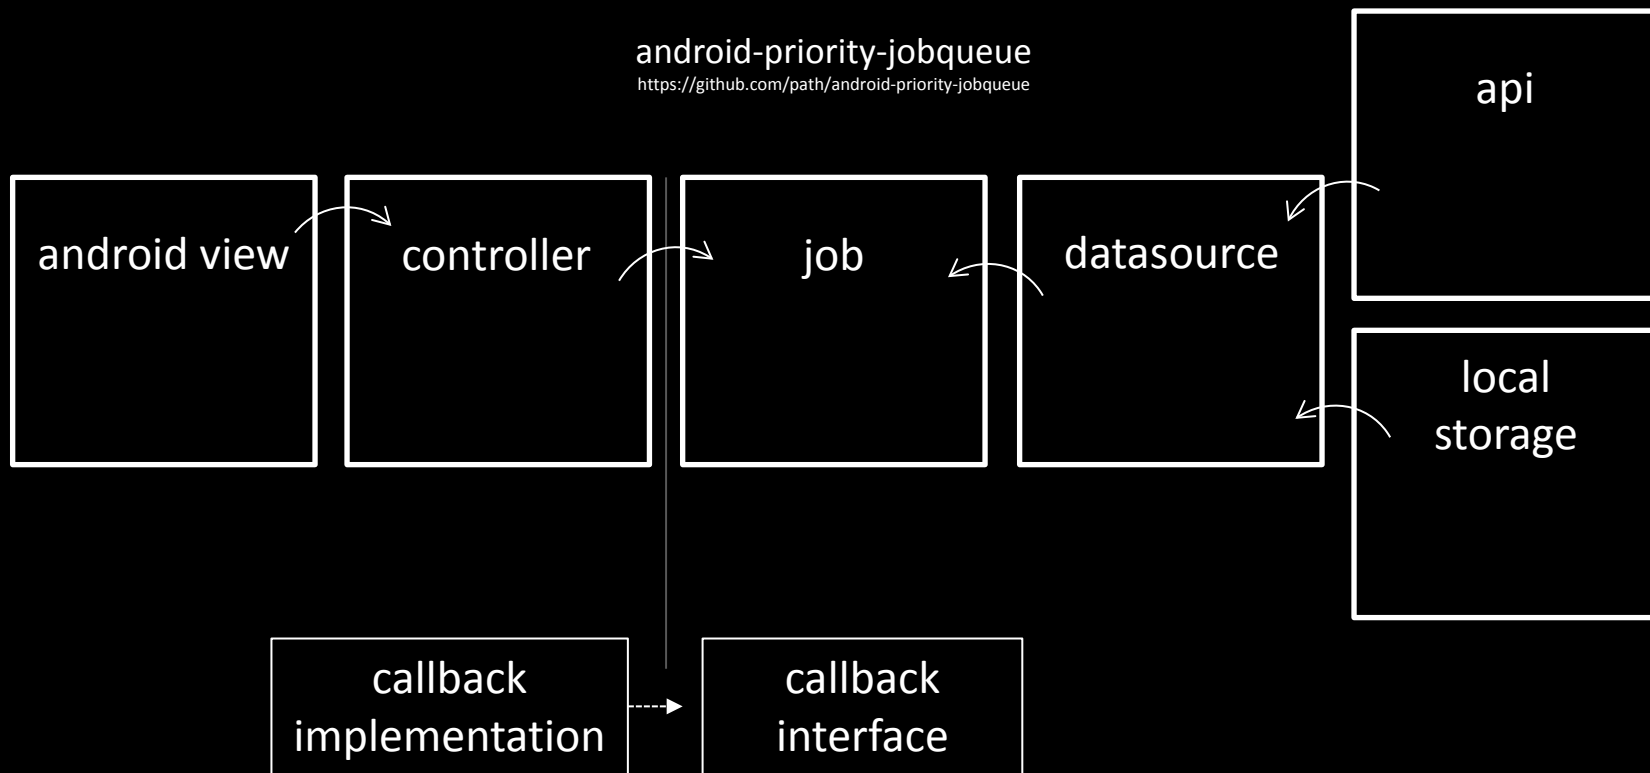 android-priority-jobqueue
https://github.com/path/android-priority-jobqueue
api
android view
controller
job
datasource
local
storage
callback
implementation
callback
interface